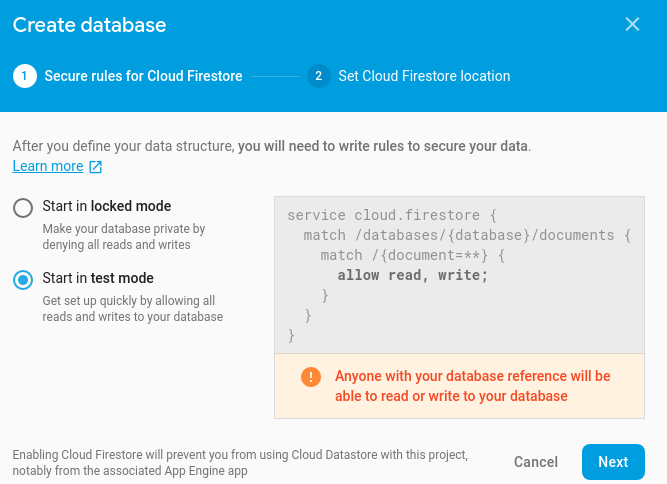 Create database
1 Secure rules for Cloud Firestore 2 Set Cloud Firestore location
After you define your data structure, you will need to write rules to secure your data.
Learn more
Start in locked mode
Make your database private by
denying all reads and writes
Start in test mode
Get set up quickly by allowing all
reads and writes to your database
service cloud.firestore {
  match /databases/{database}/documents {
    match /{document=**} {
      allow read, write;
    }
  }
}
! Anyone with your database reference will be
able to read or write to your database
Enabling Cloud Firestore will prevent you from using Cloud Datastore with this project,
notably from the associated App Engine app
Cancel Next